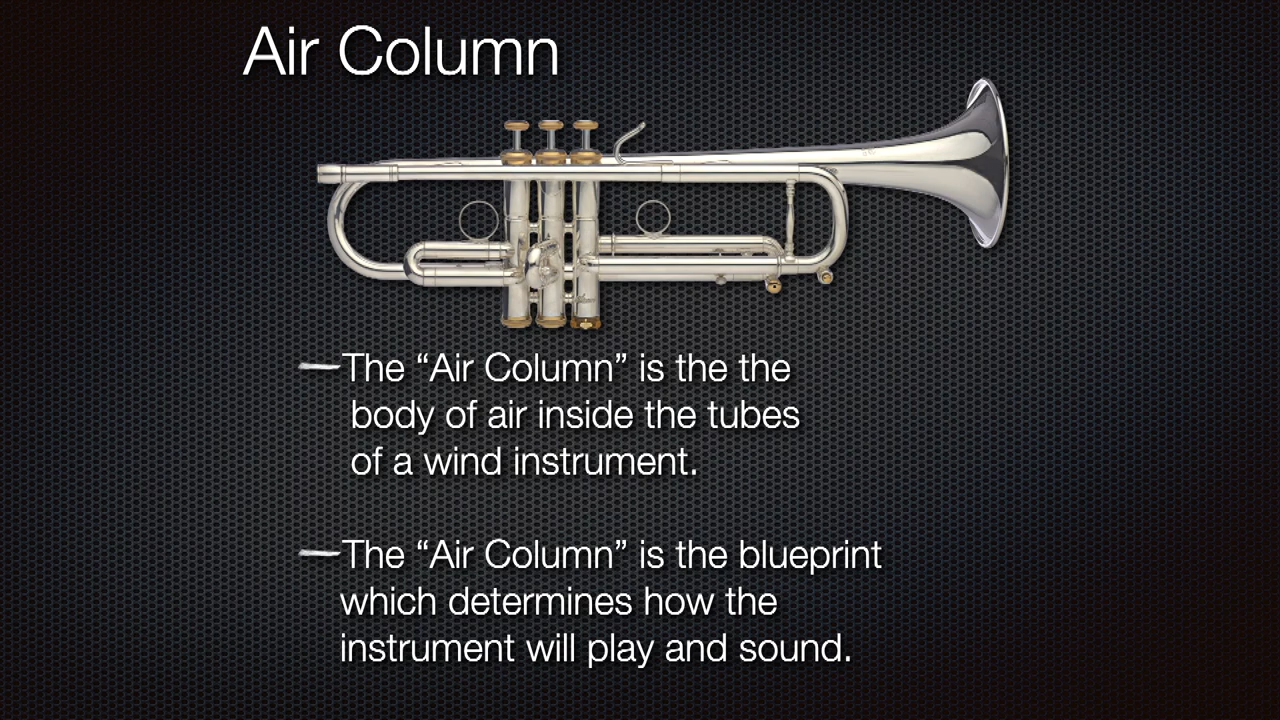 Air Column
—The “Air Column” is the the
body of air inside the tubes
of a wind instrument.
—The “Air Column” is the blueprint
which determines how the
instrument will play and sound.